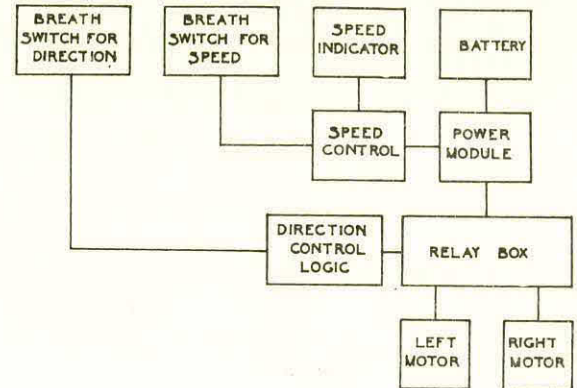 BREATH
SWITCH FOR
DIRECTION
BREATH
SWITCH FOR
SPEED
SPEED
INDICATOR
BATTERY
SPEED
CONTROL
POWER
MODULE
DIRECTION
CONTROL
LOGIC
RELAY BOX
LEFT
MOTOR
RIGHT
MOTOR